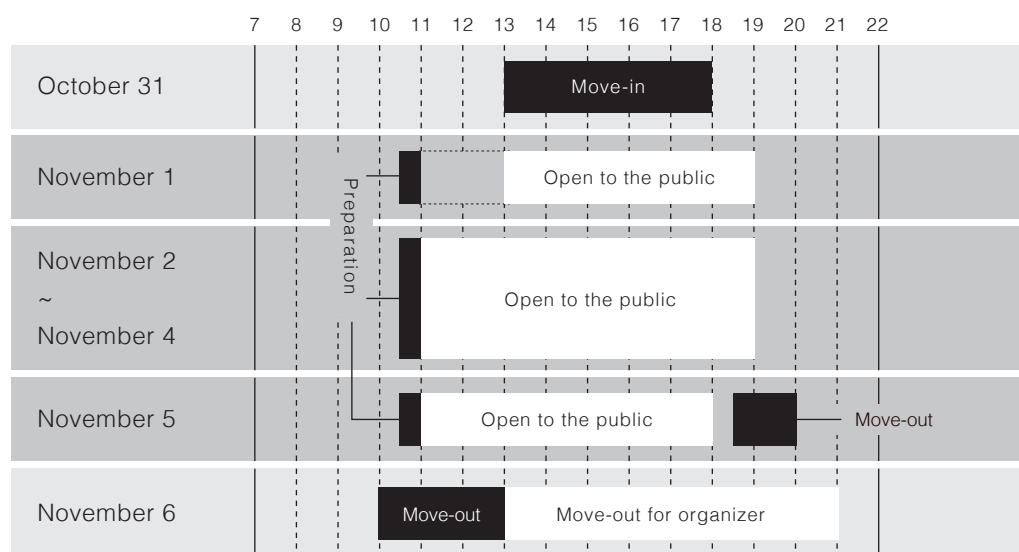 7 8 9 10 11 12 13 14 15 16 17 18 19 20 21 22
October 31
Move-in
November 1
Open to the public
Preparation
November 2
~
November 4
Open to the public
November 5
Open to the public
Move-out
November 6
Move-out
Move-out for organizer